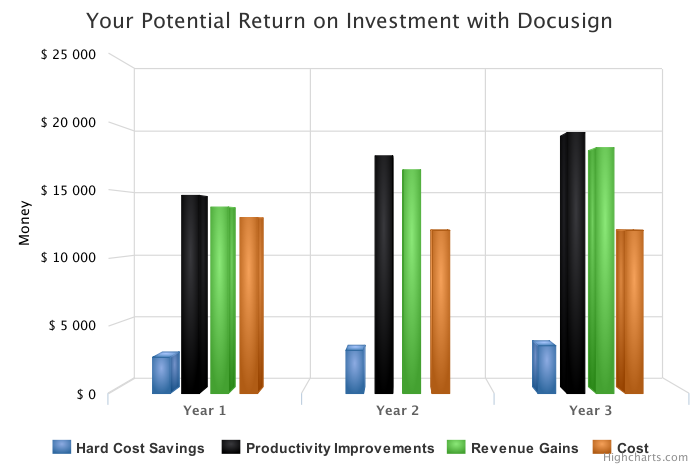 Your Potential Return on Investment with Docusign
$ 25 000
$ 20 000
$ 15 000
$ 10 000
$ 5 000
$ 0
Money
Year 1
Year 2
Year 3
Hard Cost Savings
Productivity Improvements
Revenue Gains
Cost
Highcharts.com